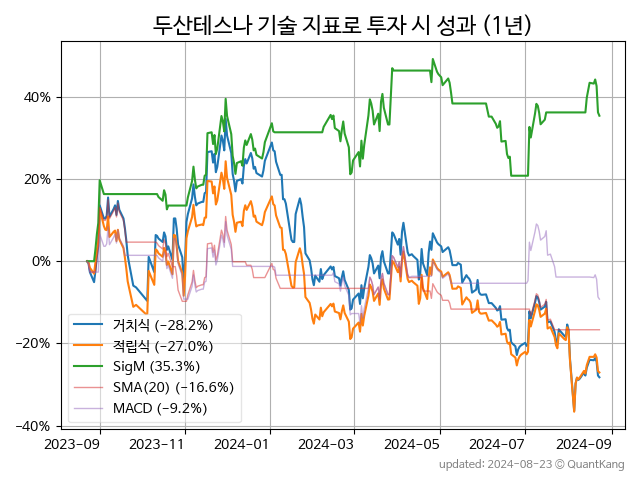 두산테스나 기술 지표로 투자 시 성과 (1년)
40%
20%
0%
−20%
−40%
거치식 (−28.2%)
적립식 (−27.0%)
SigM (35.3%)
SMA(20) (−16.6%)
MACD (−9.2%)
2023-09
2023-11
2024-01
2024-03
2024-05
2024-07
2024-09
updated: 2024-08-23 © QuantKang